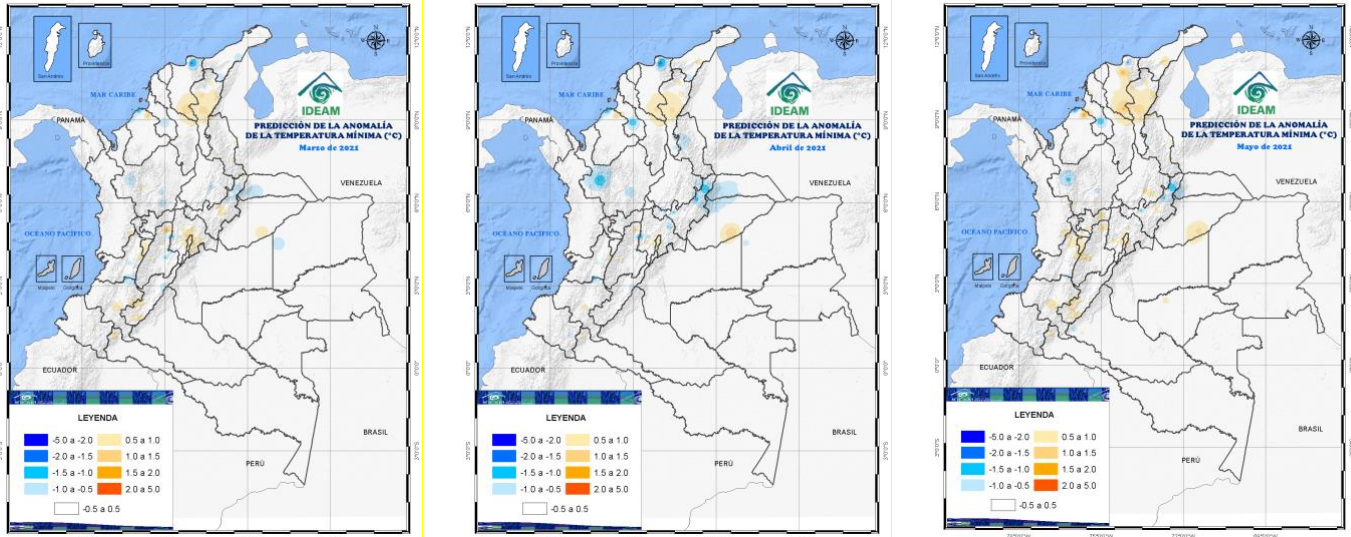 San Andrés
Providencia
MAR CARIBE
IDEAM
PANAMÁ
PREDICCIÓN DE LA ANOMALÍA
DE LA TEMPERATURA MÍNIMA (°C)
Marzo de 2021
VENEZUELA
OCÉANO PACÍFICO
Malpelo
Gorgona
ECUADOR
BRASIL
PERÚ
LEYENDA
-5.0 a -2.0
0.5 a 1.0
-2.0 a -1.5
1.0 a 1.5
-1.5 a -1.0
1.5 a 2.0
-1.0 a -0.5
2.0 a 5.0
-0.5 a 0.5
San Andrés
Providencia
MAR CARIBE
IDEAM
PANAMÁ
PREDICCIÓN DE LA ANOMALÍA
DE LA TEMPERATURA MÍNIMA (°C)
Abril de 2021
VENEZUELA
OCÉANO PACÍFICO
Malpelo
Gorgona
ECUADOR
BRASIL
PERÚ
LEYENDA
-5.0 a -2.0
0.5 a 1.0
-2.0 a -1.5
1.0 a 1.5
-1.5 a -1.0
1.5 a 2.0
-1.0 a -0.5
2.0 a 5.0
-0.5 a 0.5
San Andrés
Providencia
MAR CARIBE
IDEAM
PANAMÁ
PREDICCIÓN DE LA ANOMALÍA
DE LA TEMPERATURA MÍNIMA (°C)
Mayo de 2021
VENEZUELA
OCÉANO PACÍFICO
Malpelo
Gorgona
ECUADOR
BRASIL
PERÚ
LEYENDA
-5.0 a -2.0
0.5 a 1.0
-2.0 a -1.5
1.0 a 1.5
-1.5 a -1.0
1.5 a 2.0
-1.0 a -0.5
2.0 a 5.0
-0.5 a 0.5